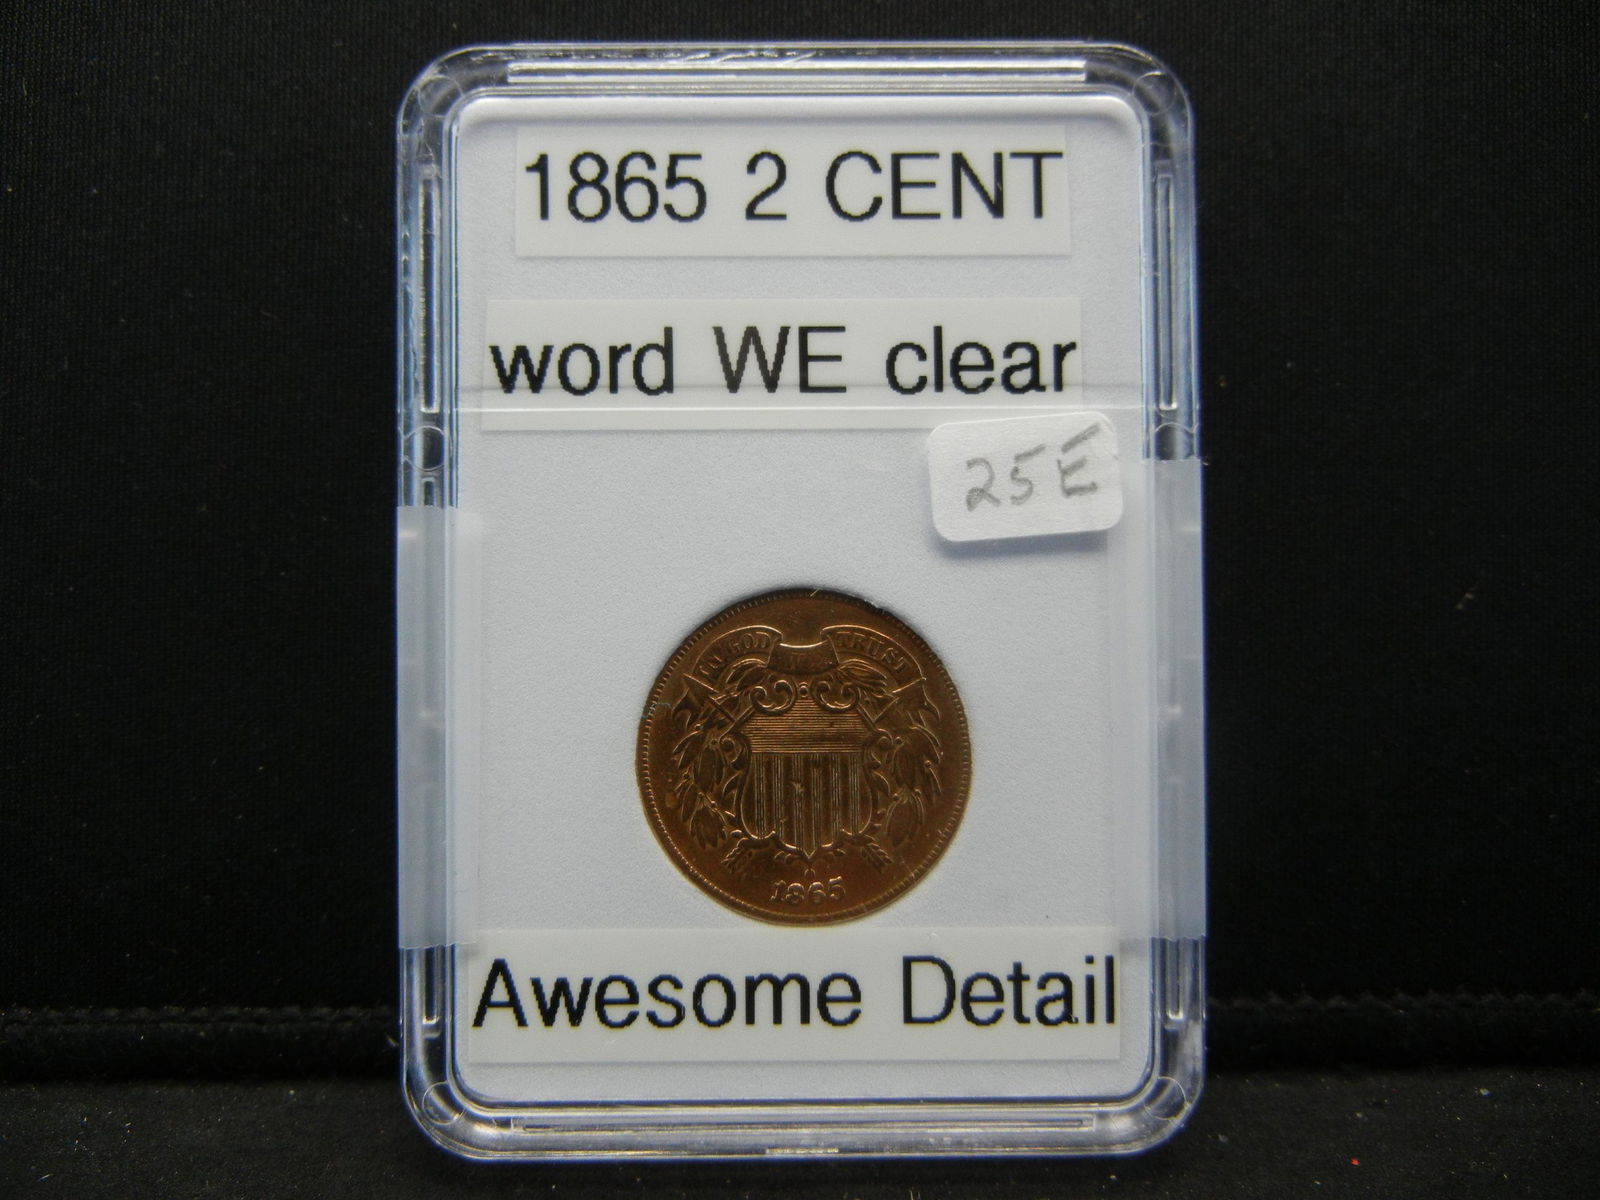 1865 2 CENT
word WE clear
25E
IN GOD WE TRUST
1865
Awesome Detail